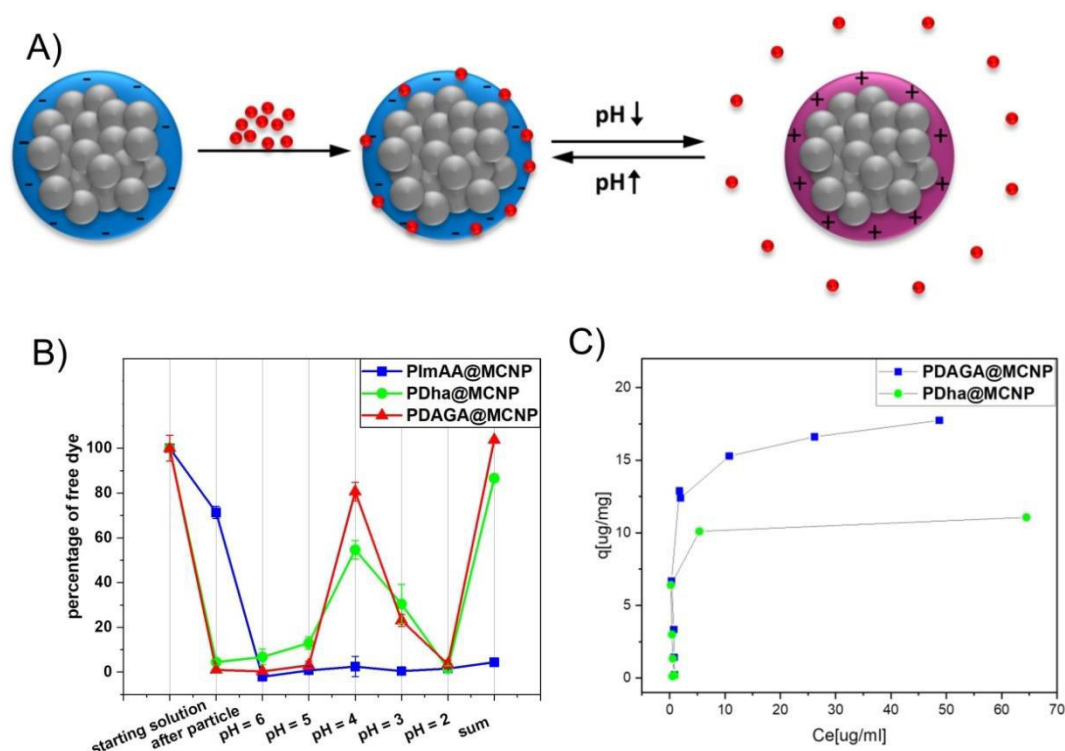 A)
pH ↓
pH ↑
B)
PImAA@MCNP
PDha@MCNP
PDAGA@MCNP
percentage of free dye
100
80
60
40
20
0
starting solution
after particle
pH = 6
pH = 5
pH = 4
pH = 3
pH = 2
sum
C)
PDAGA@MCNP
PDha@MCNP
q[ug/mg]
20
15
10
5
0
0
10
20
30
40
50
60
70
Ce[ug/ml]